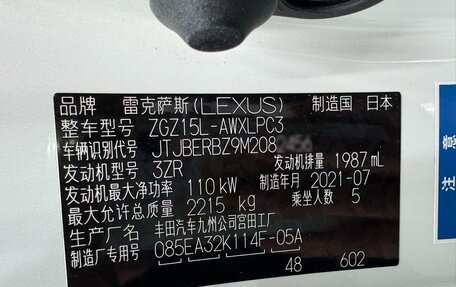 品牌 雷克萨斯(LEXUS) 制造国 日本
整车型号 ZGZ15L-AWXLPC3
车辆识别代号 JTJBERBZ9M208
发动机型号 3ZR 发动机排量 1987 mL
发动机最大净功率 110 kW 制造年月 2021-07
最大允许总质量 2215 kg 乘坐人数 5
生产厂名 丰田汽车九州公司宫田工厂
制造厂专用号 085EA32K114F-05A
48 602
注意